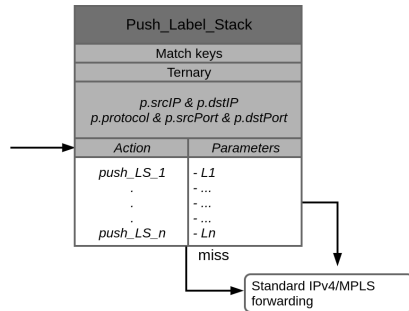 Push_Label_Stack
Match keys
Ternary
p.srcIP & p.dstIP
p.protocol & p.srcPort & p.dstPort
Action Parameters
push_LS_1 - L1
. - ...
. - ...
. - ...
push_LS_n - Ln
miss
Standard IPv4/MPLS
forwarding